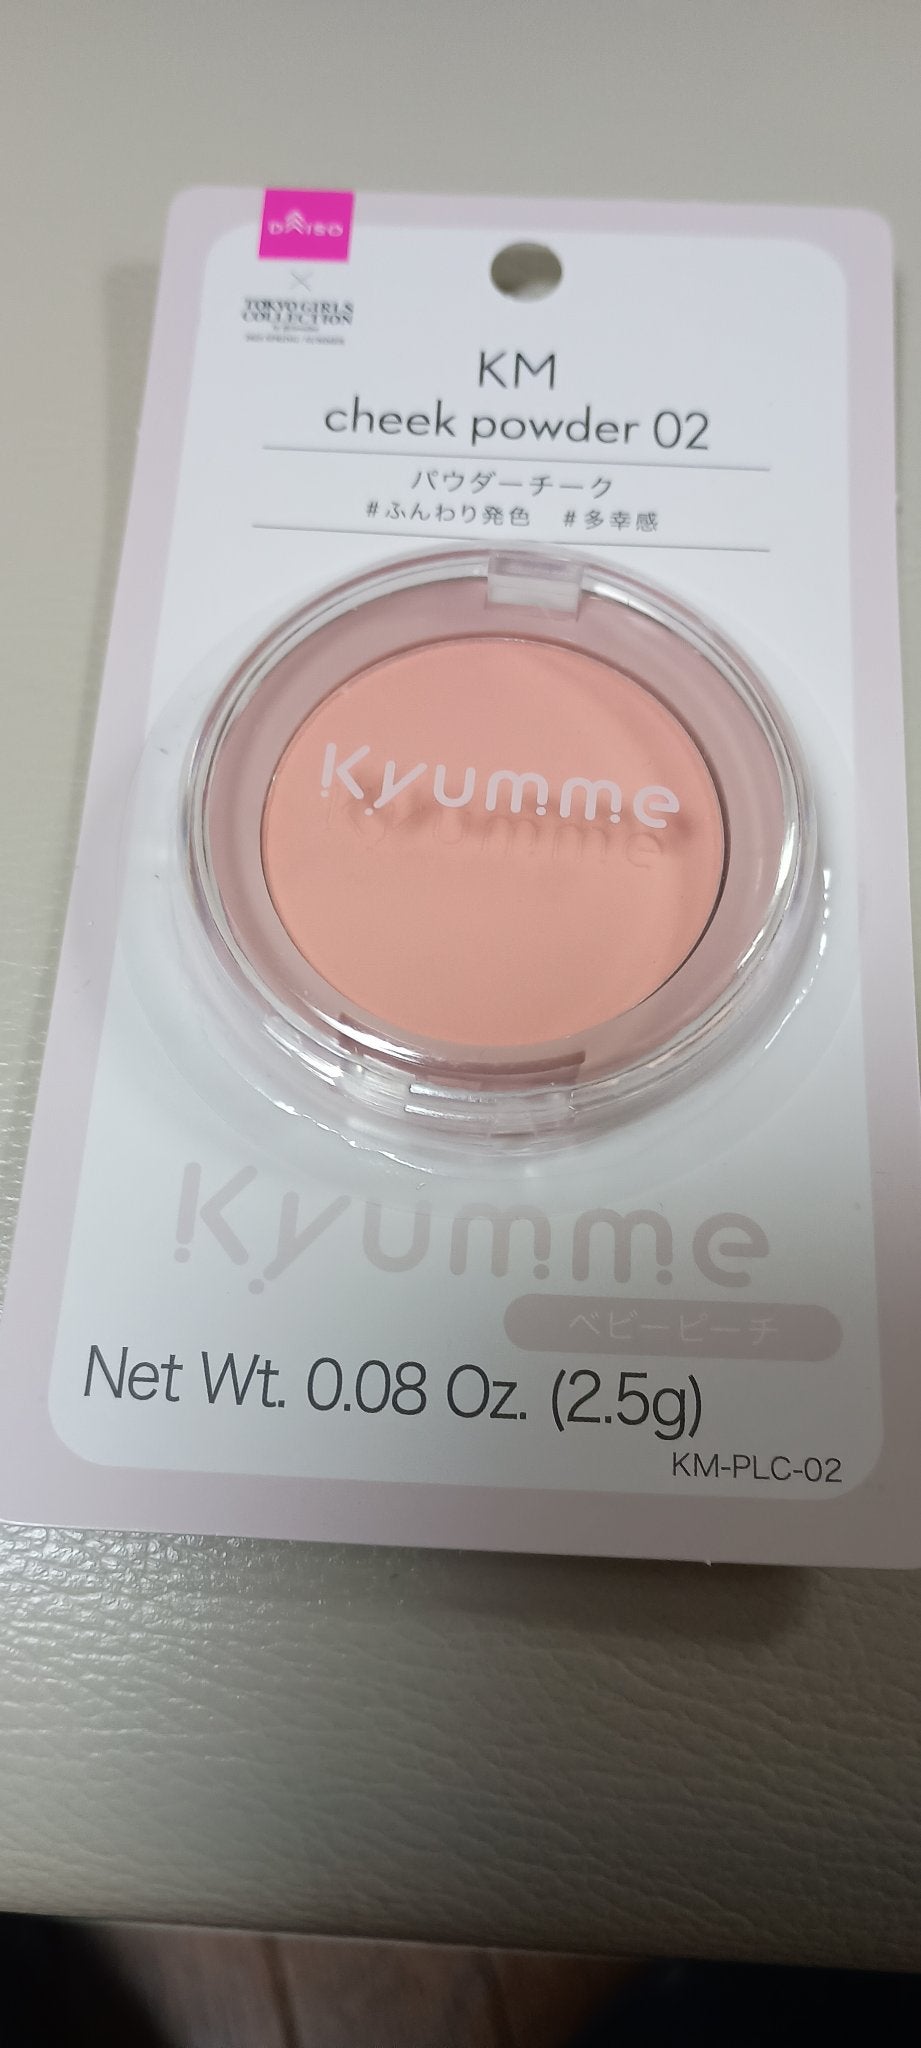 DAISO
×
TOKYO GIRLS
COLLECTION
KM
cheek powder 02
パウダーチーク
#ふんわり発色 #多幸感
Kyumme
Kyumme
ベビーピーチ
Net Wt. 0.08 Oz. (2.5g)
KM-PLC-02